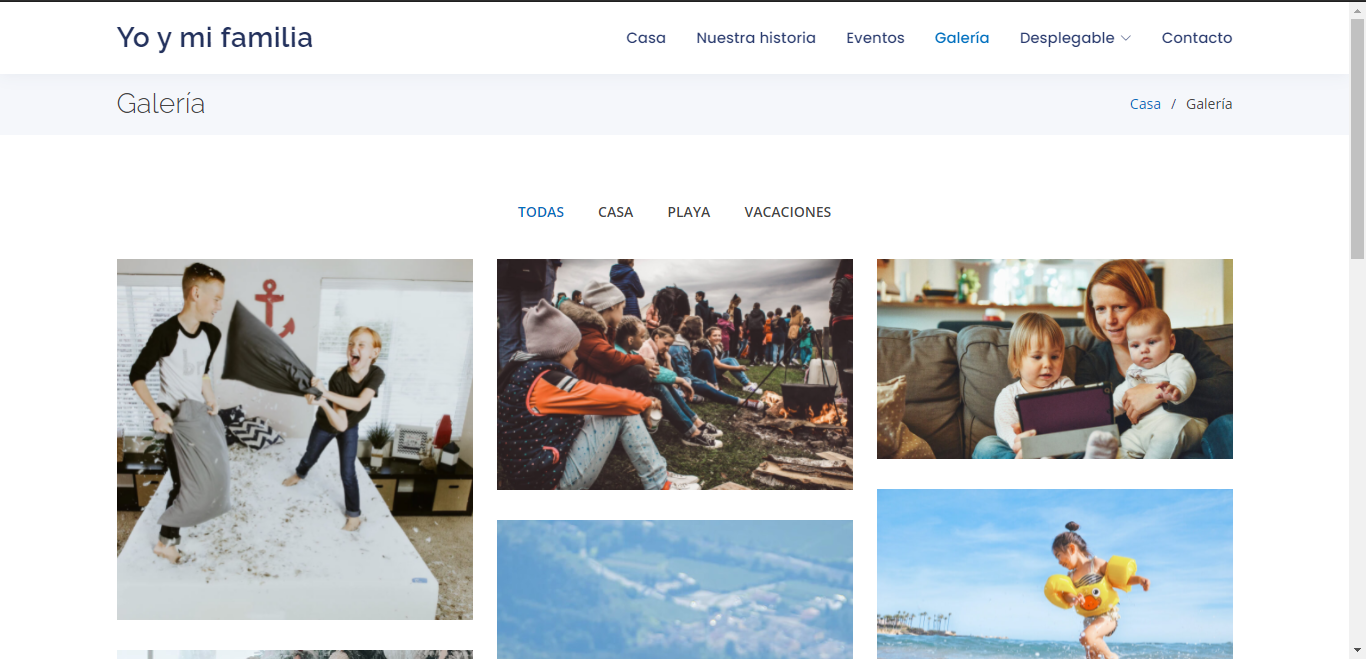 Yo y mi familia
Casa Nuestra historia Eventos Galería Desplegable Contacto
Galería
Casa / Galería
TODAS CASA PLAYA VACACIONES